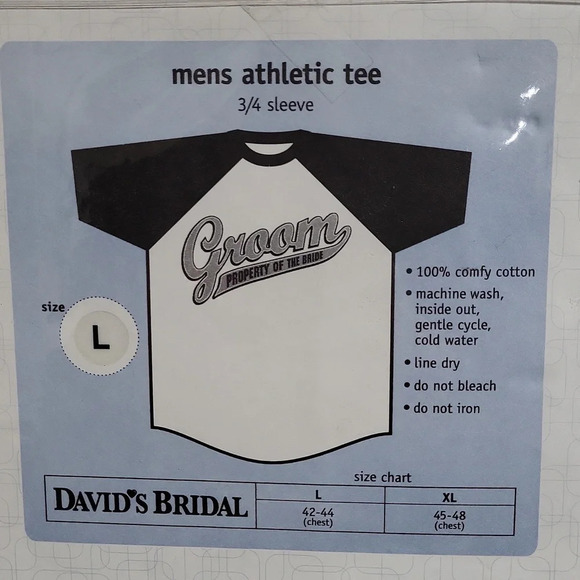 mens athletic tee
3/4 sleeve
Groom
PROPERTY OF THE BRIDE
size
L
• 100% comfy cotton
• machine wash,
inside out,
gentle cycle,
cold water
• line dry
• do not bleach
• do not iron
size chart
DAVID'S BRIDAL
L
XL
42-44
(chest)
45-48
(chest)